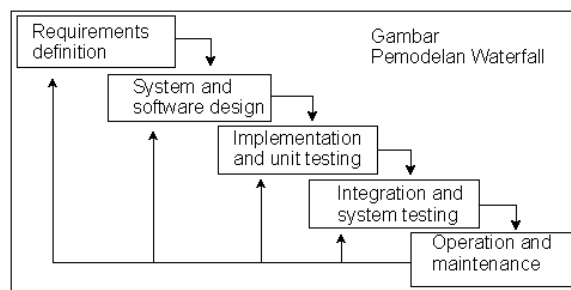 Requirements
definition
Gambar
Pemodelan Waterfall
System and
software design
Implementation
and unit testing
Integration and
system testing
Operation and
maintenance